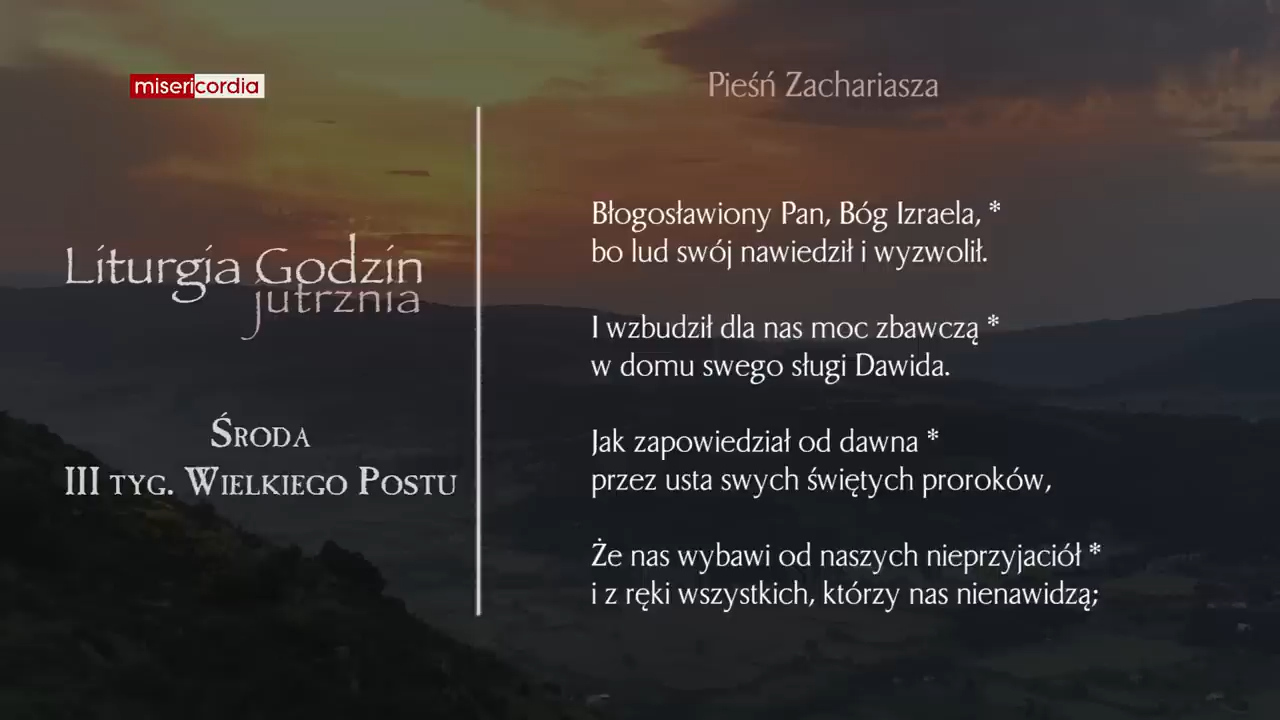 misericordia
Pieśń Zachariasza
Liturgia Godzin
jutrznia
Środa
III tyg. Wielkiego Postu
Błogosławiony Pan, Bóg Izraela, *
bo lud swój nawiedził i wyzwolił.
I wzbudził dla nas moc zbawczą *
w domu swego sługi Dawida.
Jak zapowiedział od dawna *
przez usta swych świętych proroków,
Że nas wybawi od naszych nieprzyjaciół *
i z ręki wszystkich, którzy nas nienawidzą;